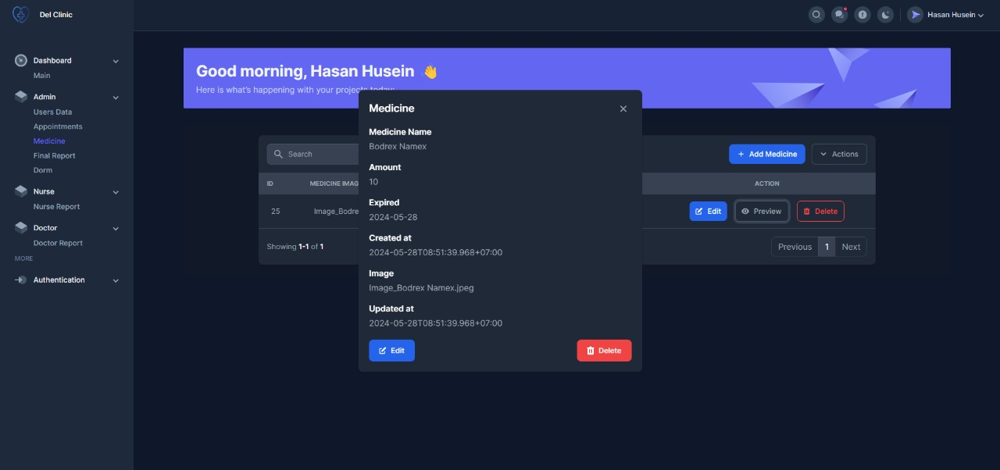 Del Clinic
Hasan Husein
Dashboard
Main
Admin
Users Data
Appointments
Medicine
Final Report
Dorm
Nurse
Nurse Report
Doctor
Doctor Report
MORE
Authentication
Good morning, Hasan Husein 👋
Here is what's happening with your projects today:
Search
Add Medicine
Actions
ID MEDICINE IMAG ACTION
25 Image_Bodre Edit Preview Delete
Showing 1-1 of 1
Previous 1 Next
Medicine
Medicine Name
Bodrex Namex
Amount
10
Expired
2024-05-28
Created at
2024-05-28T08:51:39.968+07:00
Image
Image_Bodrex Namex.jpeg
Updated at
2024-05-28T08:51:39.968+07:00
Edit
Delete